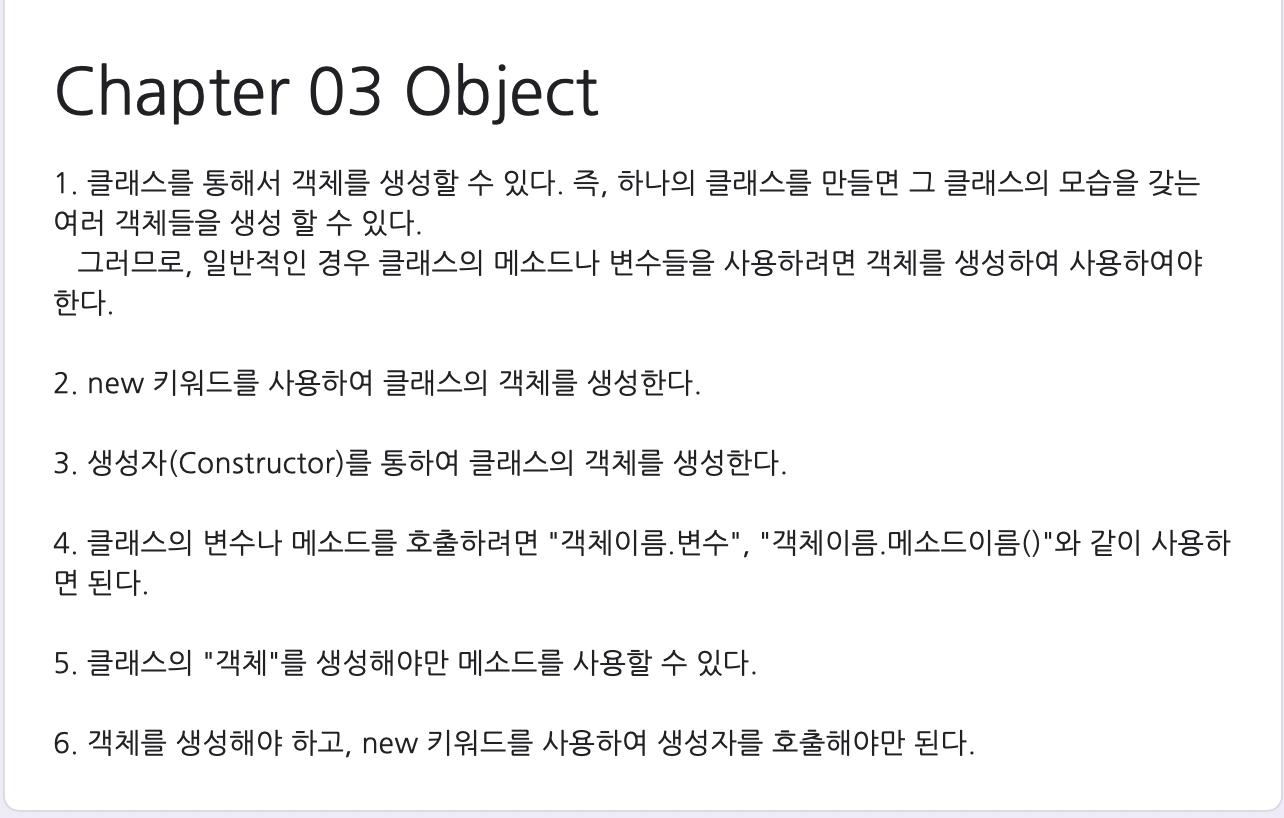 Chapter 03 Object
1. 클래스를 통해서 객체를 생성할 수 있다. 즉, 하나의 클래스를 만들면 그 클래스의 모습을 갖는
여러 객체들을 생성 할 수 있다.
그러므로, 일반적인 경우 클래스의 메소드나 변수들을 사용하려면 객체를 생성하여 사용하여야
한다.
2. new 키워드를 사용하여 클래스의 객체를 생성한다.
3. 생성자(Constructor)를 통하여 클래스의 객체를 생성한다.
4. 클래스의 변수나 메소드를 호출하려면 "객체이름.변수", "객체이름.메소드이름()"와 같이 사용하
면 된다.
5. 클래스의 "객체"를 생성해야만 메소드를 사용할 수 있다.
6. 객체를 생성해야 하고, new 키워드를 사용하여 생성자를 호출해야만 된다.